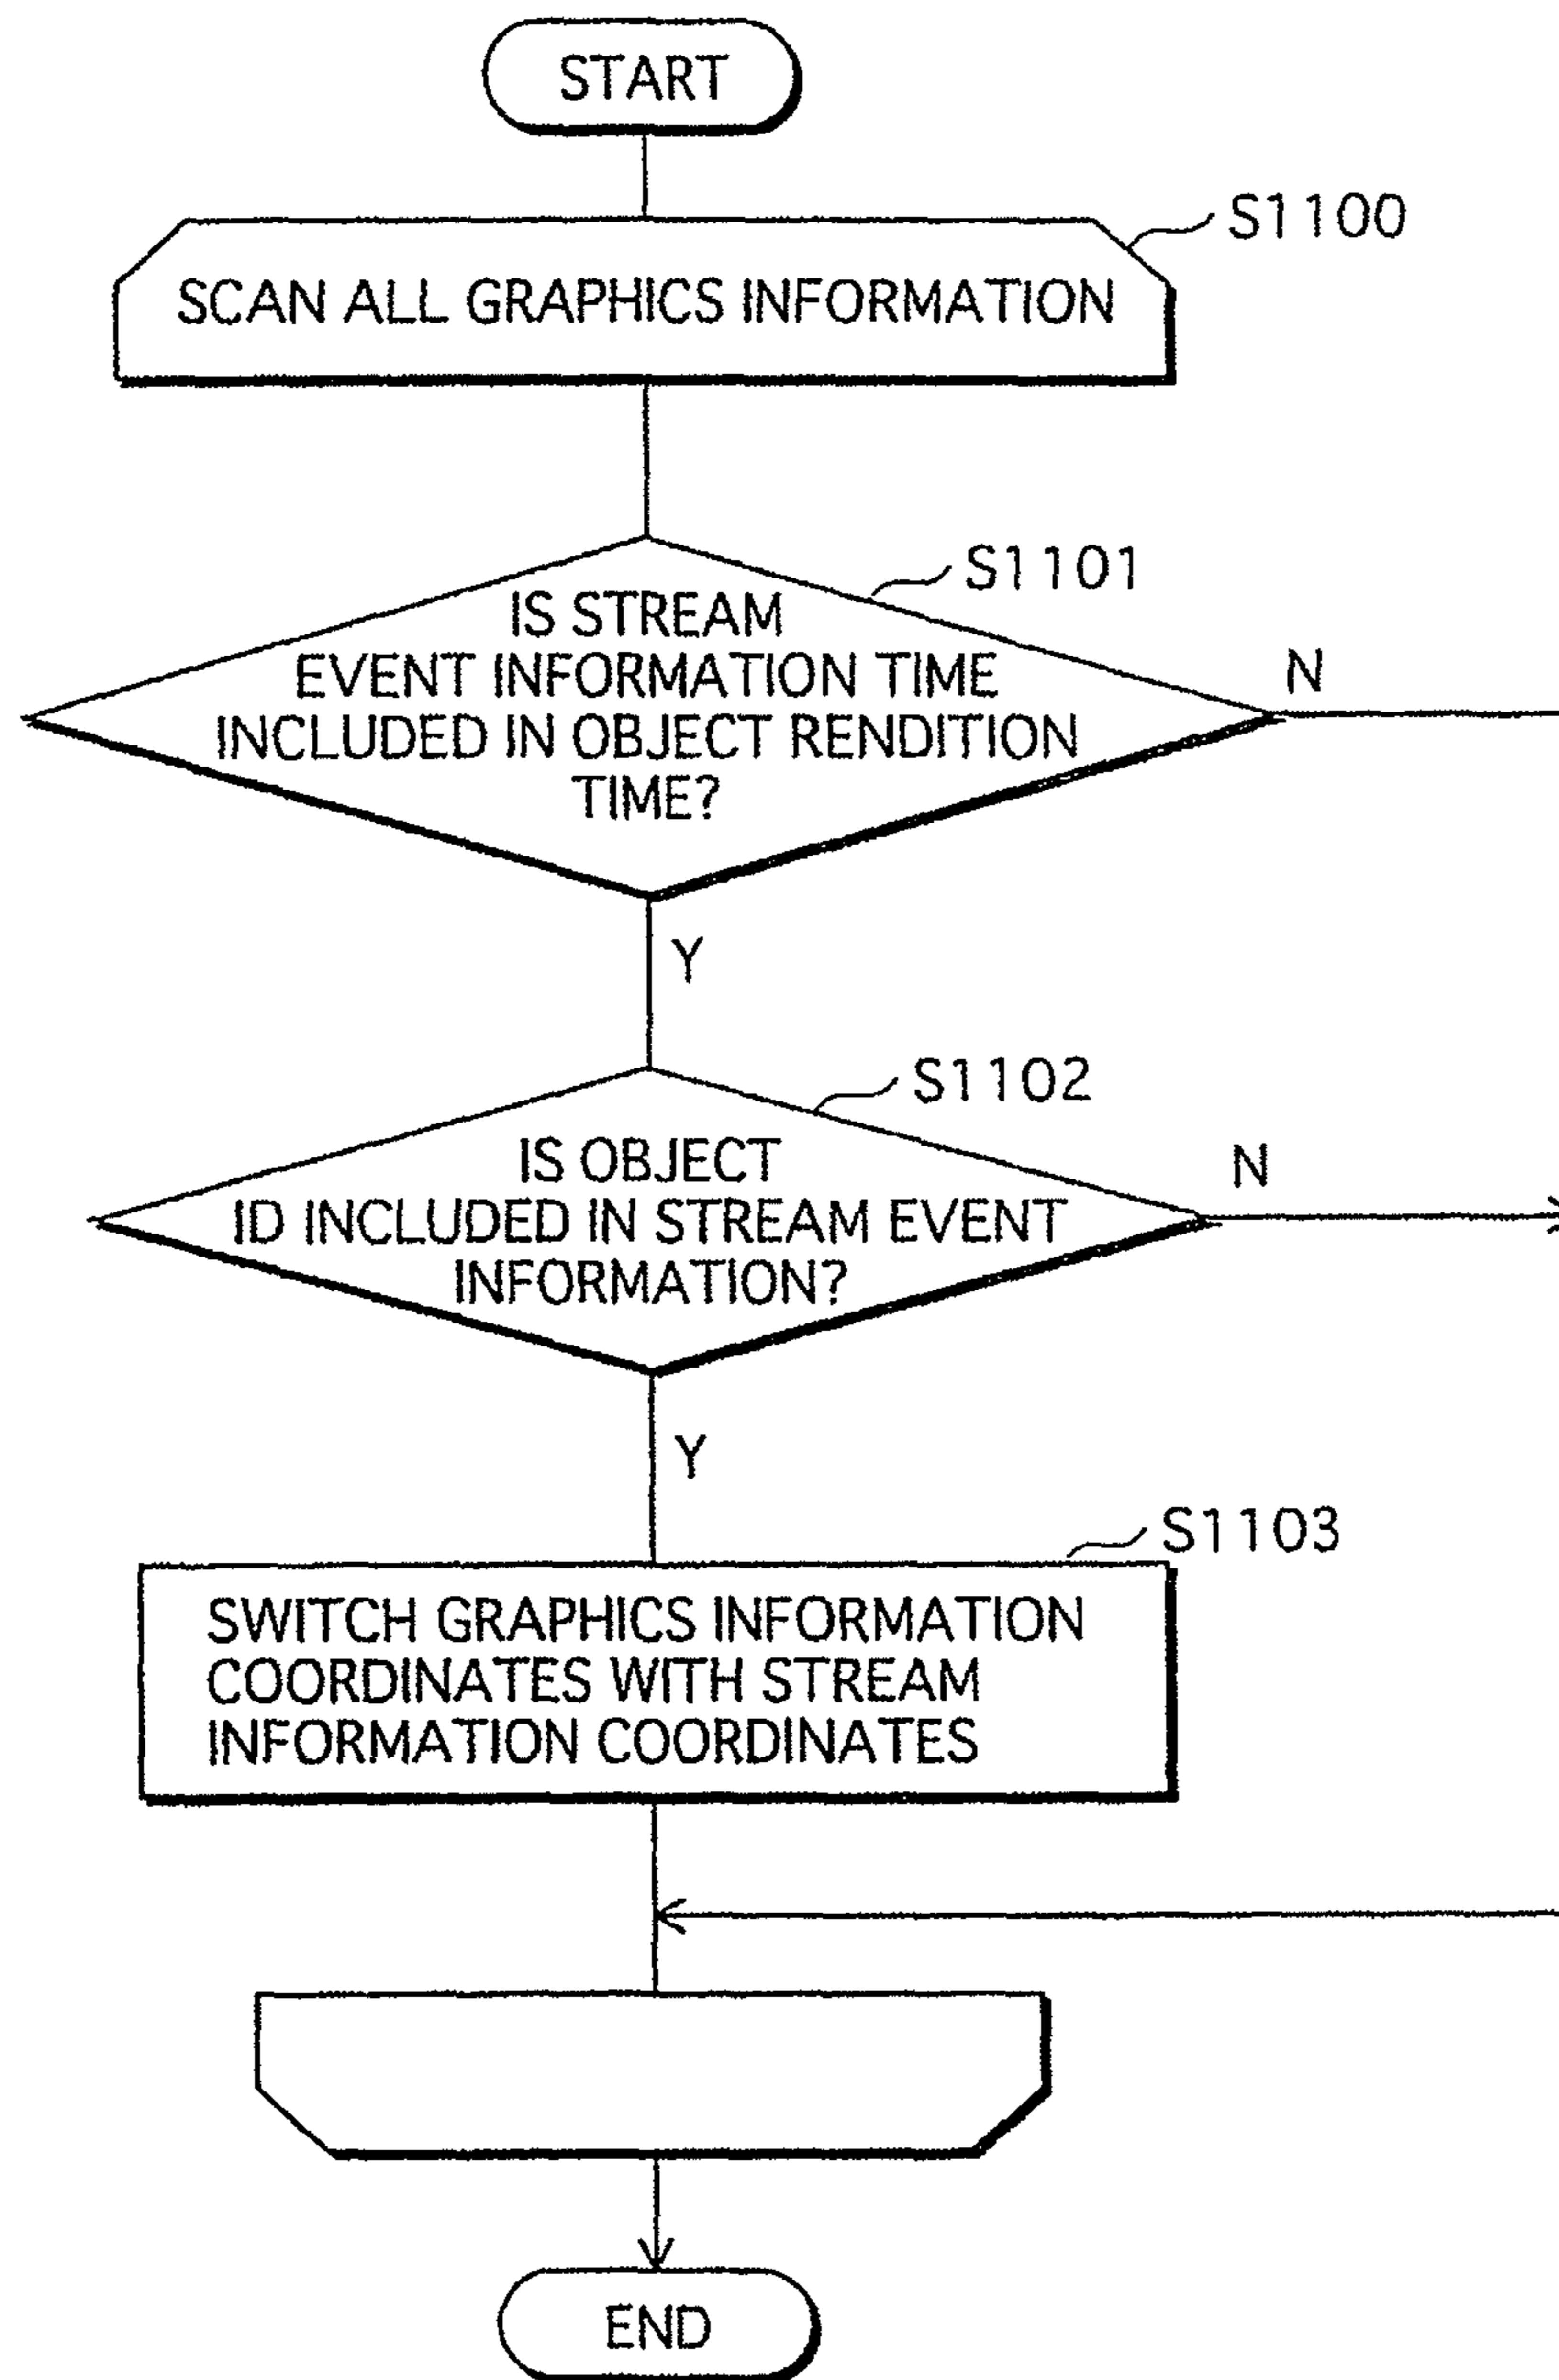 START
S1100
SCAN ALL GRAPHICS INFORMATION
S1101
IS STREAM
EVENT INFORMATION TIME
INCLUDED IN OBJECT RENDITION
TIME?
N
Y
S1102
IS OBJECT
ID INCLUDED IN STREAM EVENT
INFORMATION?
N
Y
S1103
SWITCH GRAPHICS INFORMATION
COORDINATES WITH STREAM
INFORMATION COORDINATES
END